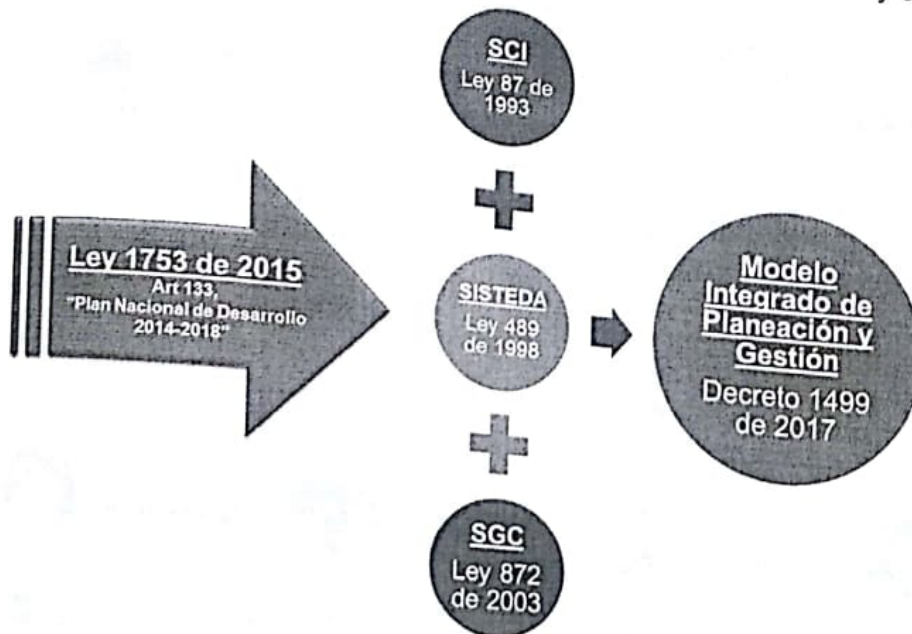 Ley 1753 de 2015
Art 133,
"Plan Nacional de Desarrollo
2014-2018"
SCI
Ley 87 de
1993
SISTEDA
Ley 489
de 1998
SGC
Ley 872
de 2003
Modelo
Integrado de
Planeación y
Gestión
Decreto 1499
de 2017